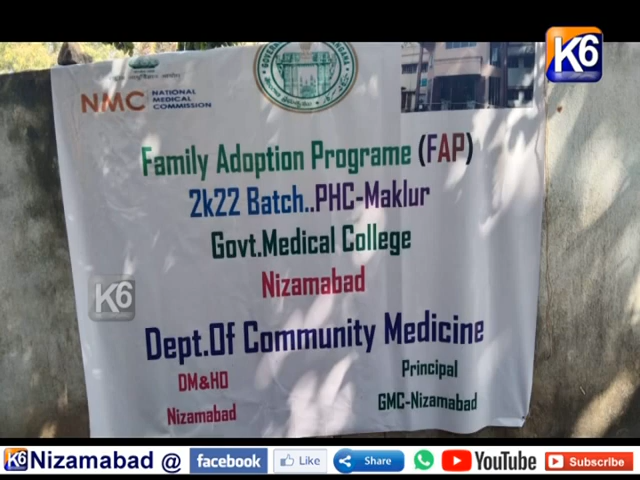 K6
NMC NATIONAL
MEDICAL
COMMISSION
Family Adoption Programe (FAP)
2k22 Batch..PHC-Maklur
Govt.Medical College
Nizamabad
K6
Dept.Of Community Medicine
DM&HO
Principal
Nizamabad
GMC-Nizamabad
K6 Nizamabad @ facebook Like Share YouTube Subscribe